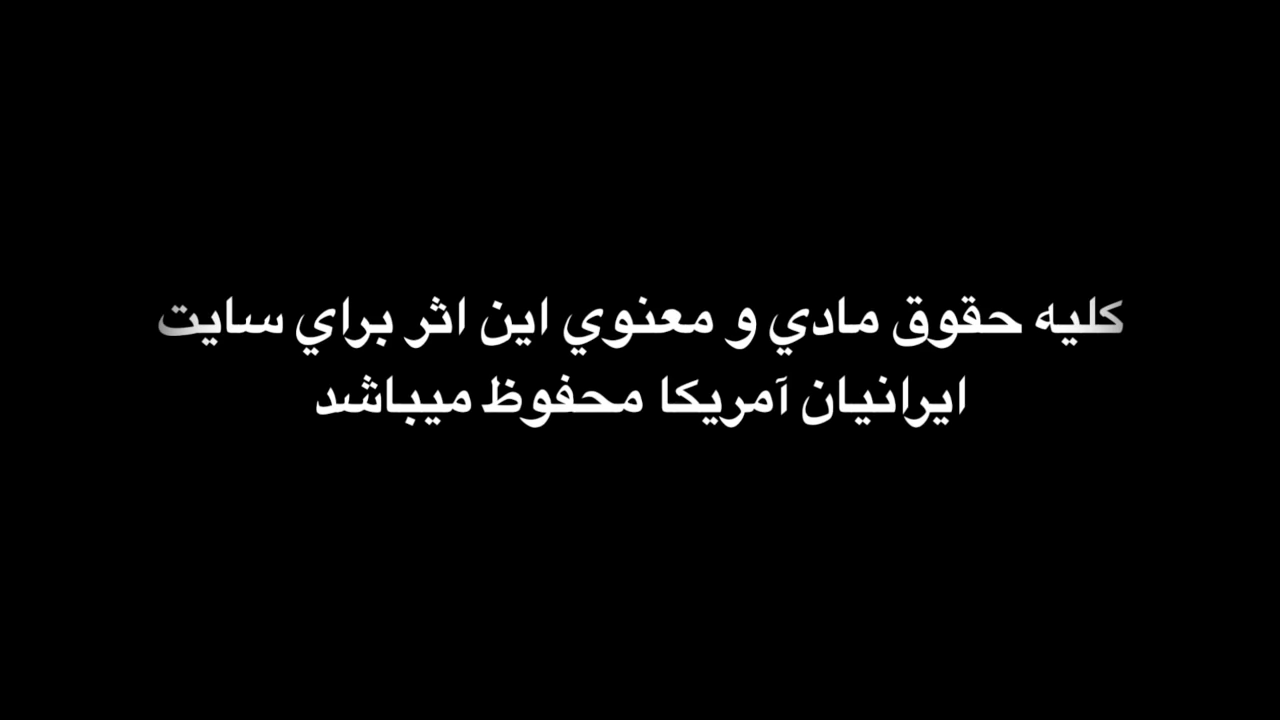 كليه حقوق مادي و معنوي اين اثر براي سايت
ايرانيان آمريكا محفوظ ميباشد